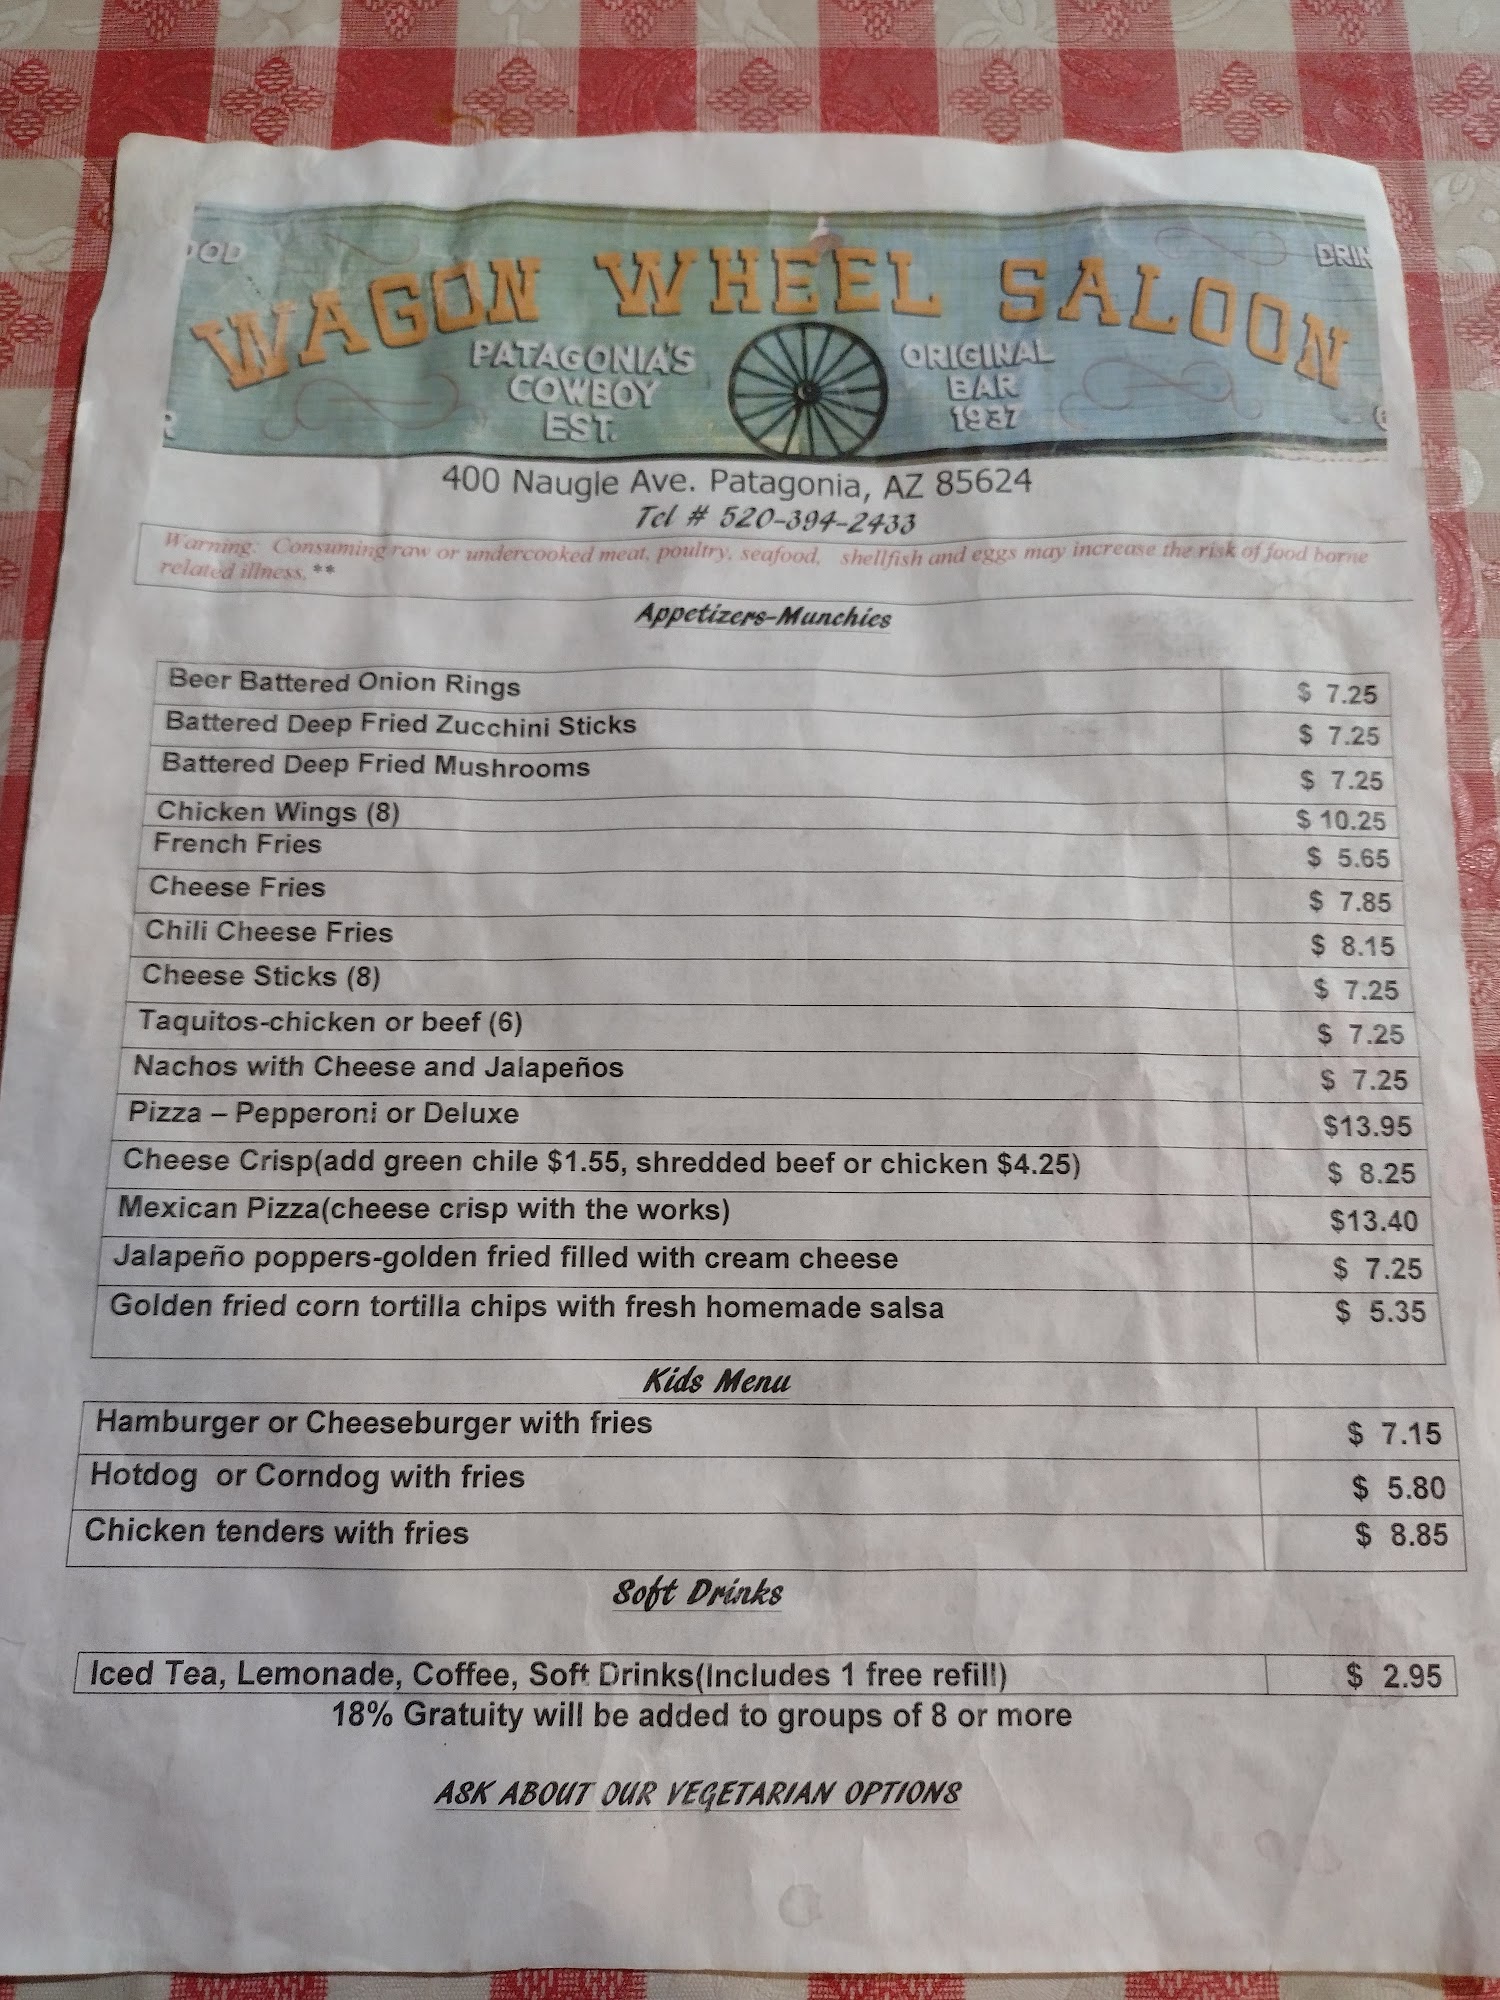 OOD
DRIN
WAGON WHEEL SALOON
PATAGONIA'S
COWBOY
EST.
ORIGINAL
BAR
1937
400 Naugle Ave. Patagonia, AZ 85624
Tel # 520-394-2433
Warning: Consuming raw or undercooked meat, poultry, seafood, shellfish and eggs may increase the risk of food borne
related illness. **
Appetizers-Munchies
Beer Battered Onion Rings $ 7.25
Battered Deep Fried Zucchini Sticks $ 7.25
Battered Deep Fried Mushrooms $ 7.25
Chicken Wings (8) $ 10.25
French Fries $ 5.65
Cheese Fries $ 7.85
Chili Cheese Fries $ 8.15
Cheese Sticks (8) $ 7.25
Taquitos-chicken or beef (6) $ 7.25
Nachos with Cheese and Jalapeños $ 7.25
Pizza – Pepperoni or Deluxe $13.95
Cheese Crisp(add green chile $1.55, shredded beef or chicken $4.25) $ 8.25
Mexican Pizza(cheese crisp with the works) $13.40
Jalapeño poppers-golden fried filled with cream cheese $ 7.25
Golden fried corn tortilla chips with fresh homemade salsa $ 5.35
Kids Menu
Hamburger or Cheeseburger with fries $ 7.15
Hotdog or Corndog with fries $ 5.80
Chicken tenders with fries $ 8.85
Soft Drinks
Iced Tea, Lemonade, Coffee, Soft Drinks(Includes 1 free refill!) $ 2.95
18% Gratuity will be added to groups of 8 or more
ASK ABOUT OUR VEGETARIAN OPTIONS